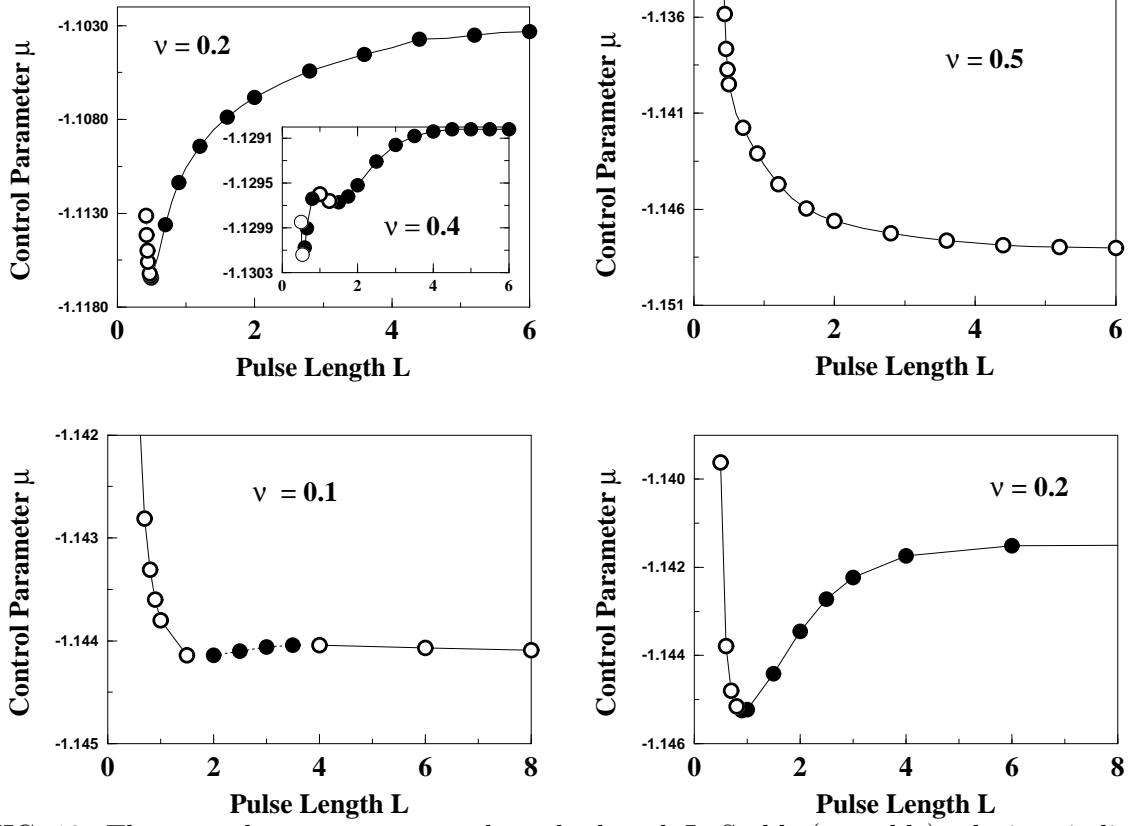 Control Parameter μ
-1.1030
-1.1080
-1.1130
-1.1180
ν = 0.2
-1.1291
-1.1295
-1.1299
-1.1303
ν = 0.4
0 2 4 6
0 2 4 6
Pulse Length L
Control Parameter μ
-1.136
-1.141
-1.146
-1.151
ν = 0.5
0 2 4 6
Pulse Length L
Control Parameter μ
-1.142
-1.143
-1.144
-1.145
ν = 0.1
0 2 4 6 8
Pulse Length L
Control Parameter μ
-1.140
-1.142
-1.144
-1.146
ν = 0.2
0 2 4 6 8
Pulse Length L